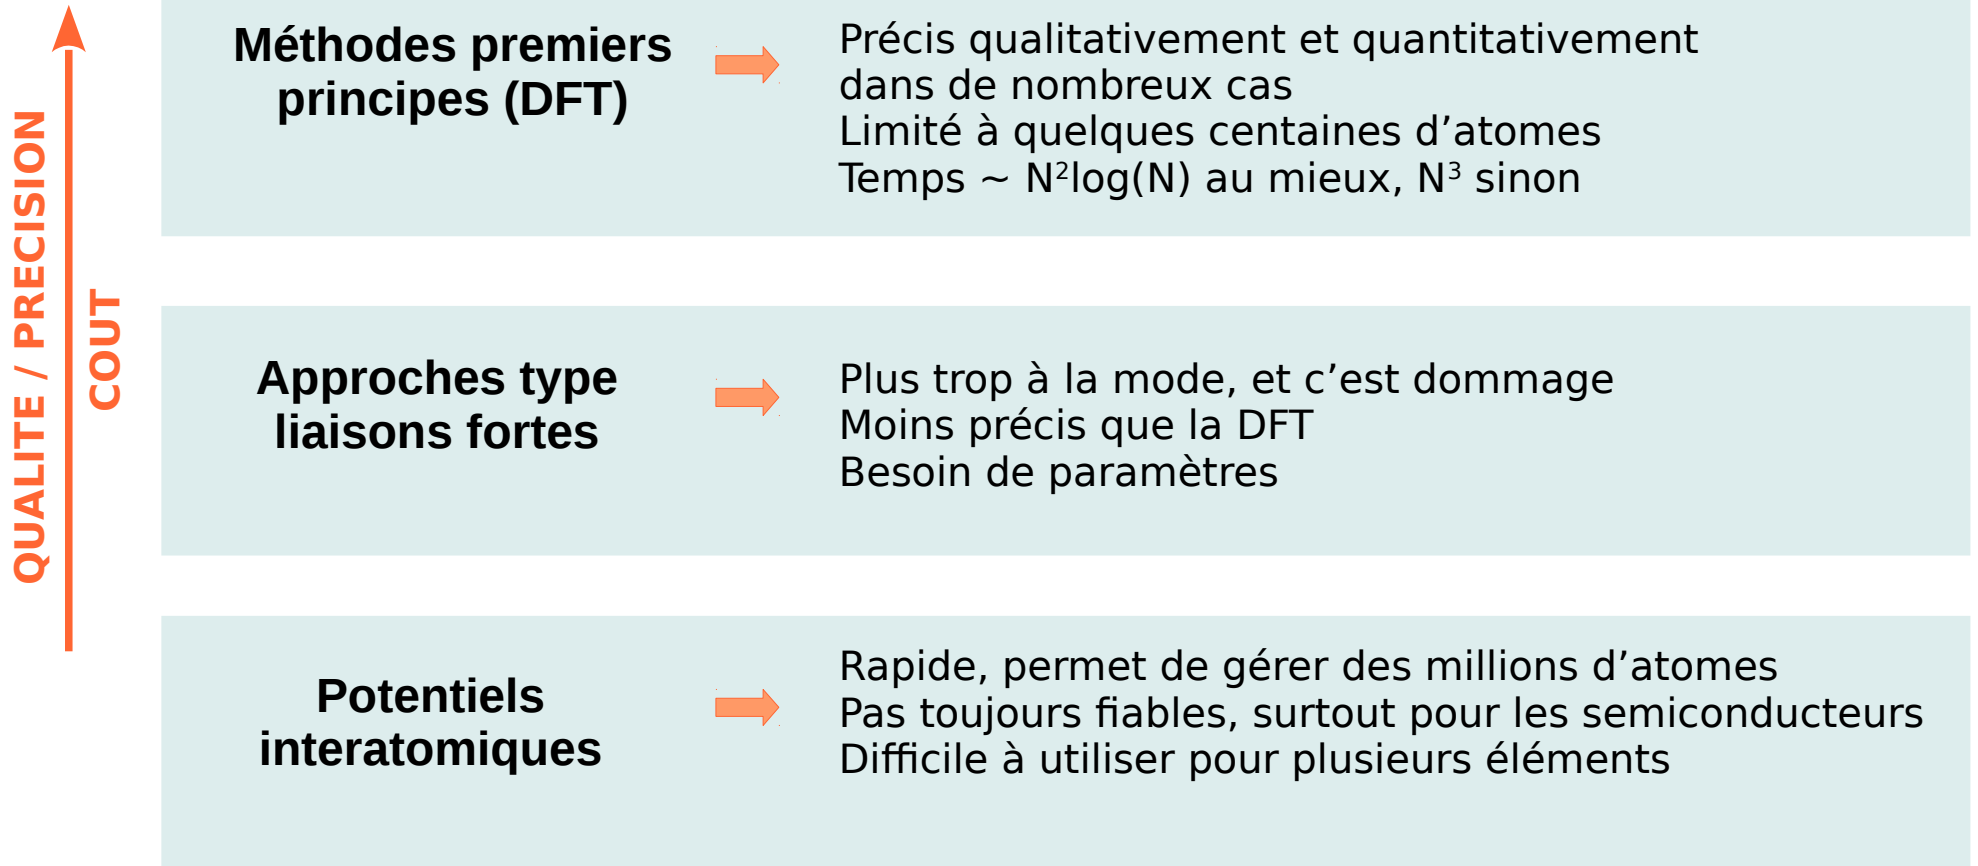 QUALITE / PRECISION
COUT
Méthodes premiers
principes (DFT)
Précis qualitativement et quantitativement
dans de nombreux cas
Limité à quelques centaines d’atomes
Temps ~ N²log(N) au mieux, N³ sinon
Approches type
liaisons fortes
Plus trop à la mode, et c’est dommage
Moins précis que la DFT
Besoin de paramètres
Potentiels
interatomiques
Rapide, permet de gérer des millions d’atomes
Pas toujours fiables, surtout pour les semiconducteurs
Difficile à utiliser pour plusieurs éléments